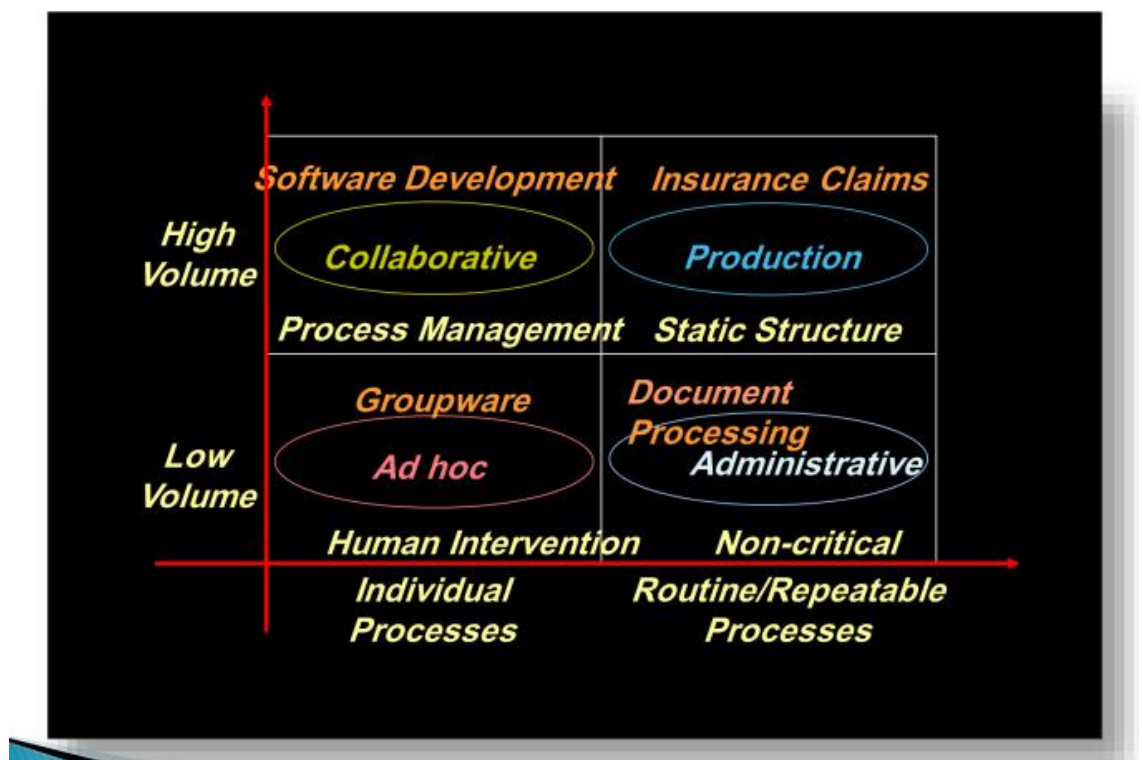 Software Development
Insurance Claims
High
Volume
Collaborative
Production
Process Management
Static Structure
Groupware
Document
Processing
Low
Volume
Ad hoc
Administrative
Human Intervention
Non-critical
Individual
Processes
Routine/Repeatable
Processes